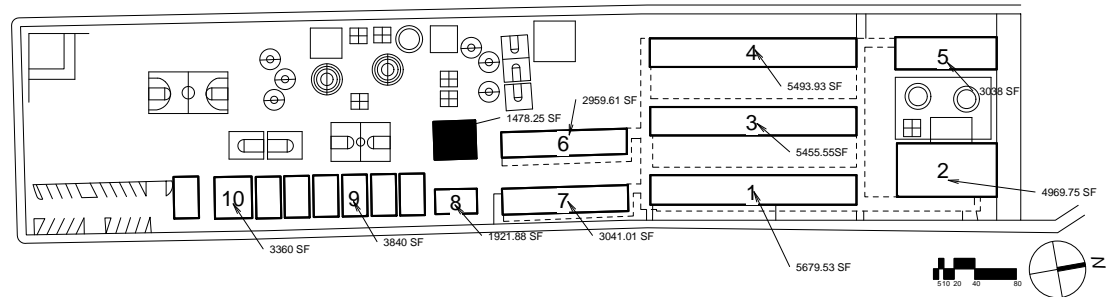 4
5
5493.93 SF
3038 SF
2959.61 SF
1478.25 SF
6
3
5455.55SF
10
9
8
7
1
2
4969.75 SF
3360 SF
3840 SF
1921.88 SF
3041.01 SF
5679.53 SF
N
5 10 20 40 80